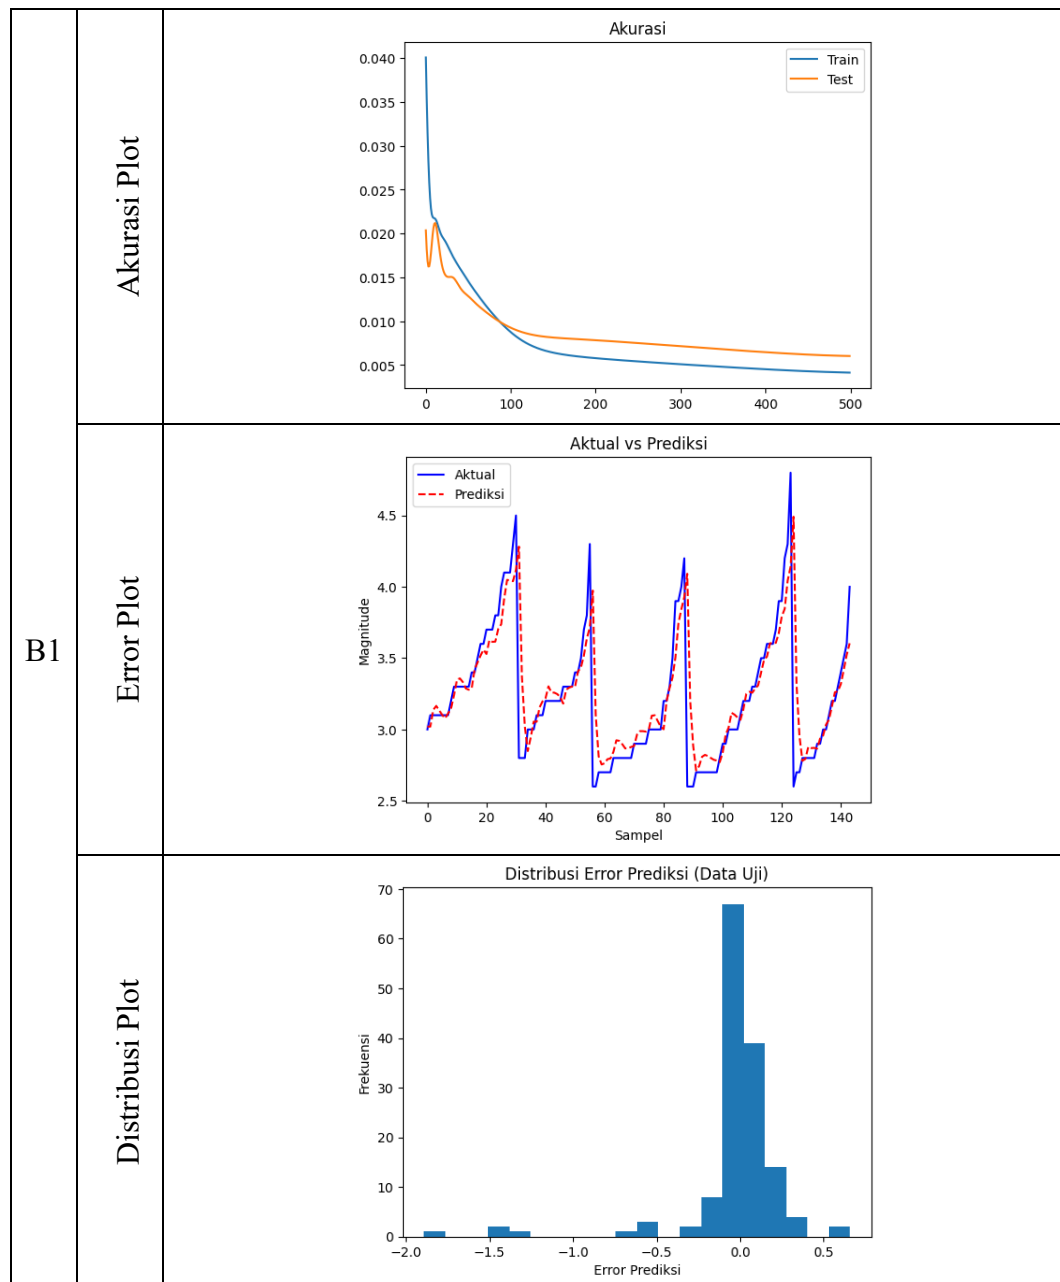 B1
Akurasi Plot
Akurasi
Train
Test
0.040
0.035
0.030
0.025
0.020
0.015
0.010
0.005
0 100 200 300 400 500
Error Plot
Aktual vs Prediksi
Aktual
Prediksi
Magnitude
4.5
4.0
3.5
3.0
2.5
0 20 40 60 80 100 120 140
Sampel
Distribusi Plot
Distribusi Error Prediksi (Data Uji)
Frekuensi
70
60
50
40
30
20
10
0
−2.0 −1.5 −1.0 −0.5 0.0 0.5
Error Prediksi